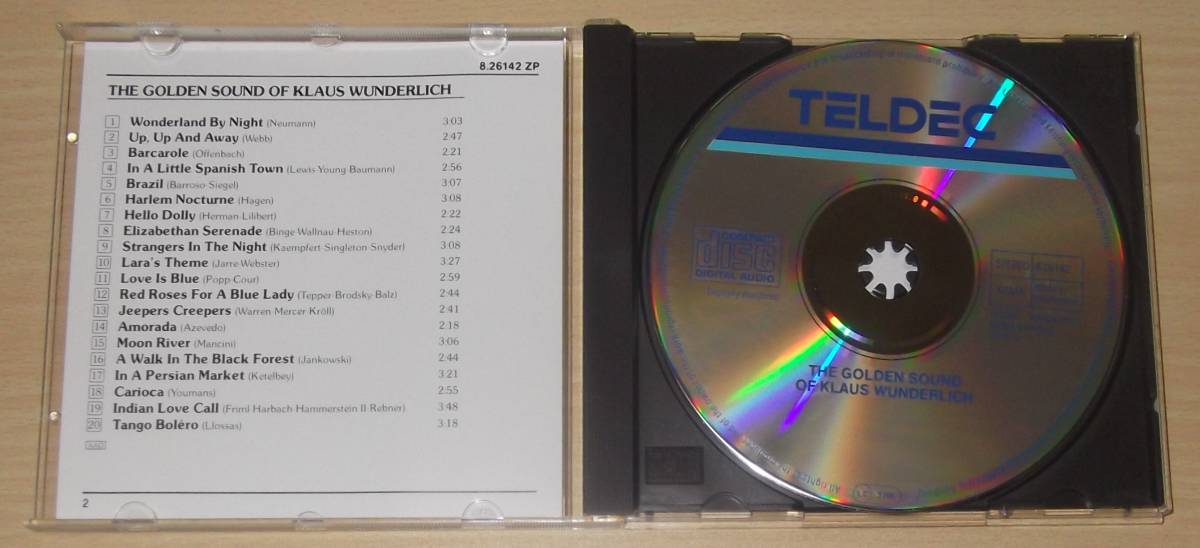 8.26142 ZP
THE GOLDEN SOUND OF KLAUS WUNDERLICH
1 Wonderland By Night (Neumann) 3:03
2 Up, Up And Away (Webb) 2:47
3 Barcarole (Offenbach) 2:21
4 In A Little Spanish Town (Lewis·Young·Baumann) 2:56
5 Brazil (Barroso·Siegel) 3:07
6 Harlem Nocturne (Hagen) 3:08
7 Hello Dolly (Herman·Lilibert) 2:22
8 Elizabethan Serenade (Binge·Wallnau·Heston) 2:24
9 Strangers In The Night (Kaempfert·Singleton·Snyder) 3:08
10 Lara's Theme (Jarre·Webster) 3:27
11 Love Is Blue (Popp·Cour) 2:59
12 Red Roses For A Blue Lady (Tepper·Brodsky·Balz) 2:44
13 Jeepers Creepers (Warren·Mercer·Kröll) 2:41
14 Amorada (Azevedo) 2:18
15 Moon River (Mancini) 3:06
16 A Walk In The Black Forest (Jankowski) 2:44
17 In A Persian Market (Ketelbey) 3:21
18 Carioca (Youmans) 2:55
19 Indian Love Call (Friml·Harbach·Hammerstein II·Rebner) 3:48
20 Tango Boléro (Llossas) 3:18
AAD
2
TELDEC
COMPACT
disc
DIGITAL AUDIO
STEREO
THE GOLDEN SOUND
OF KLAUS WUNDERLICH